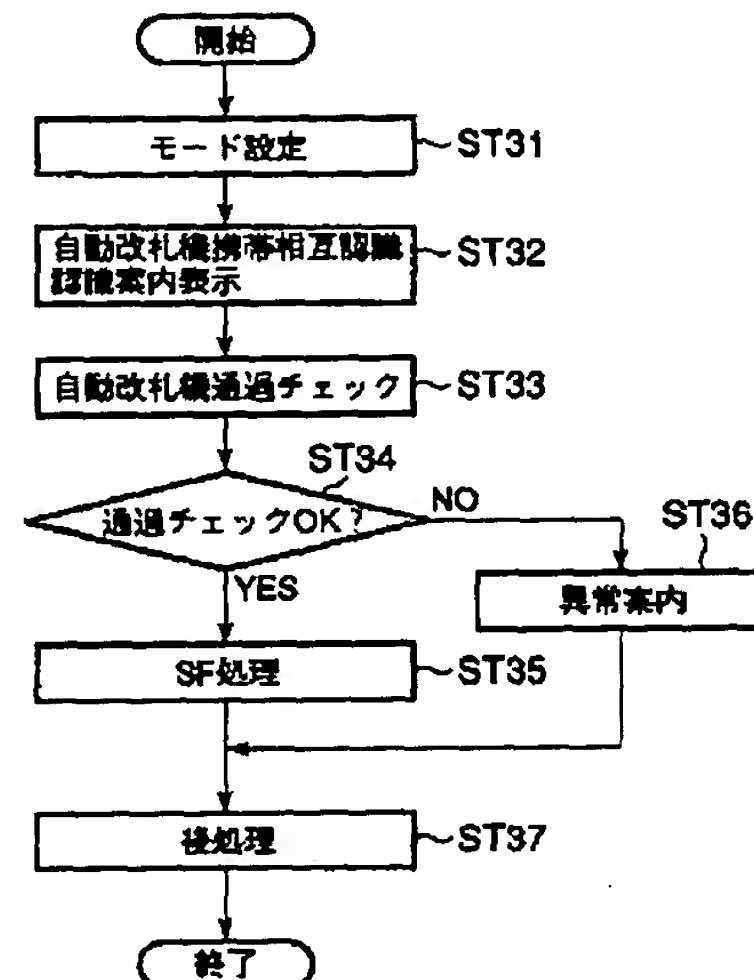 開始
モード設定
ST31
自動改札機携帯相互認識
認識案内表示
ST32
自動改札機通過チェック
ST33
ST34
通過チェックOK?
NO
YES
ST36
異常案内
SF処理
ST35
後処理
ST37
終了